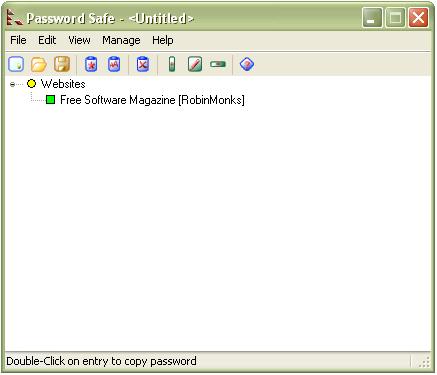 Password Safe - <Untitled>
File Edit View Manage Help
Websites
Free Software Magazine [RobinMonks]
Double-Click on entry to copy password